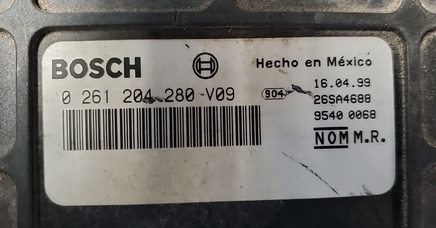 BOSCH Hecho en México
16.04.99
0 261 204 280 V09 904 26SA4688
9540 0068
NOM M.R.